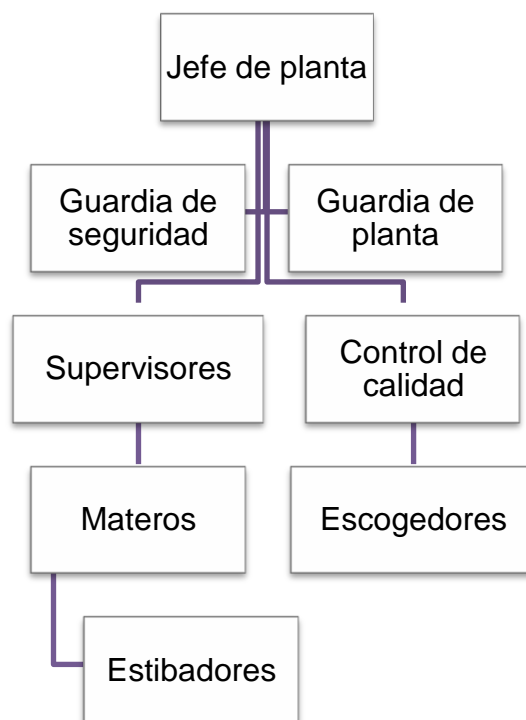 Jefe de planta
Guardia de
seguridad
Guardia de
planta
Supervisores
Control de
calidad
Materos
Escogedores
Estibadores